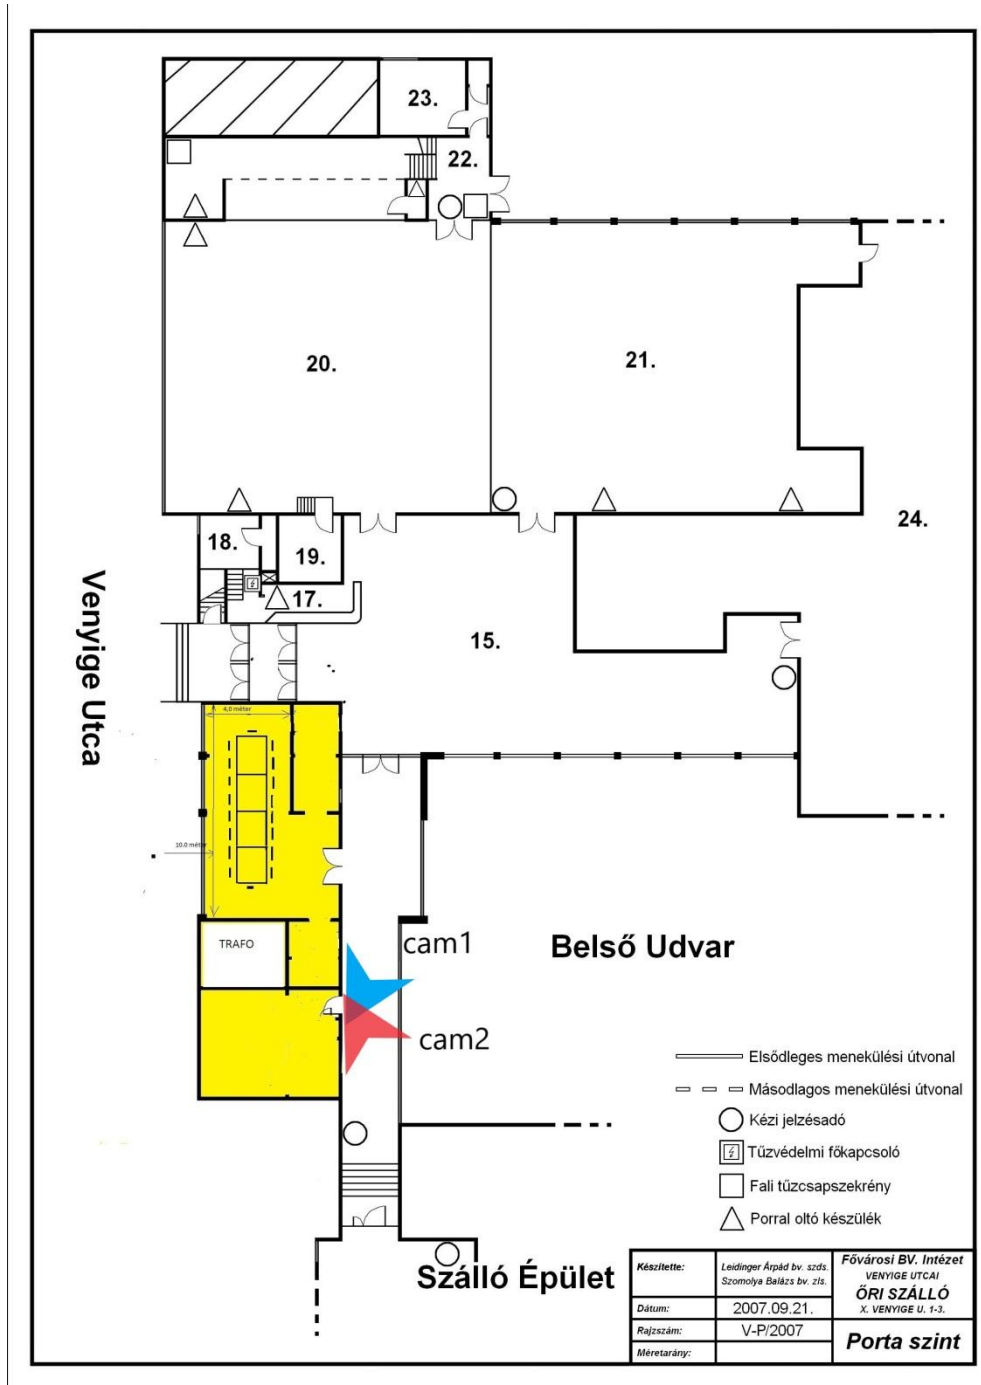 23.
22.
20.
21.
24.
18.
19.
17.
15.
Venyige Utca
4,0 méter
10.0 méter
TRAFO
cam1
cam2
Belső Udvar
Elsődleges menekülési útvonal
Másodlagos menekülési útvonal
Kézi jelzésadó
Tűzvédelmi főkapcsoló
Fali tűzcsapszekrény
Porral oltó készülék
Szálló Épület
Készítette:
Leidinger Árpád bv. szds.
Szomolya Balázs bv. zls.
Dátum:
2007.09.21.
Rajzszám:
V-P/2007
Méretarány:
Fővárosi BV. Intézet
VENYIGE UTCAI
ŐRI SZÁLLÓ
X. VENYIGE U. 1-3.
Porta szint